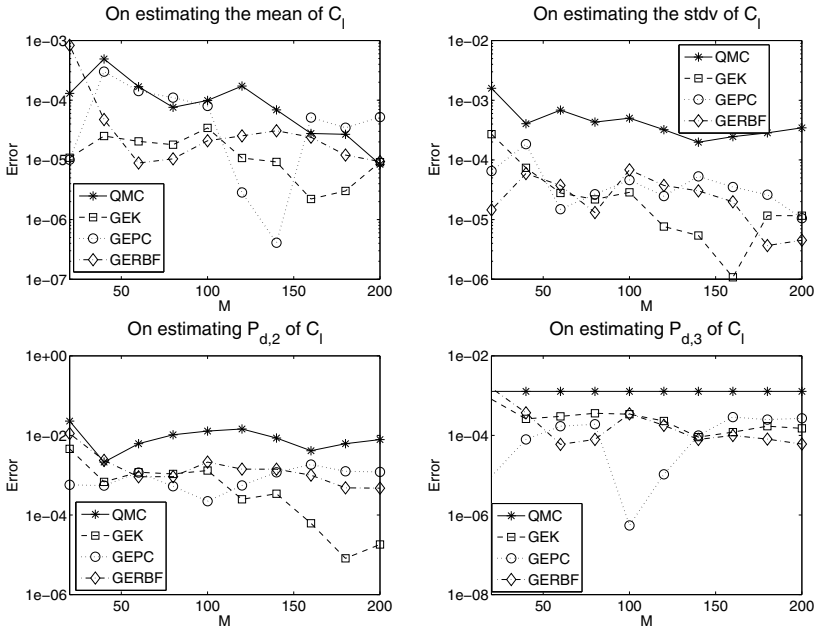 On estimating the mean of C_l
1e−03
1e−04
1e−05
1e−06
1e−07
Error
QMC
GEK
GEPC
GERBF
50 100 150 200
M
On estimating the stdv of C_l
1e−02
1e−03
1e−04
1e−05
1e−06
Error
QMC
GEK
GEPC
GERBF
50 100 150 200
M
On estimating P_d,2 of C_l
1e+00
1e−02
1e−04
1e−06
Error
QMC
GEK
GEPC
GERBF
50 100 150 200
M
On estimating P_d,3 of C_l
1e−02
1e−04
1e−06
1e−08
Error
QMC
GEK
GEPC
GERBF
50 100 150 200
M